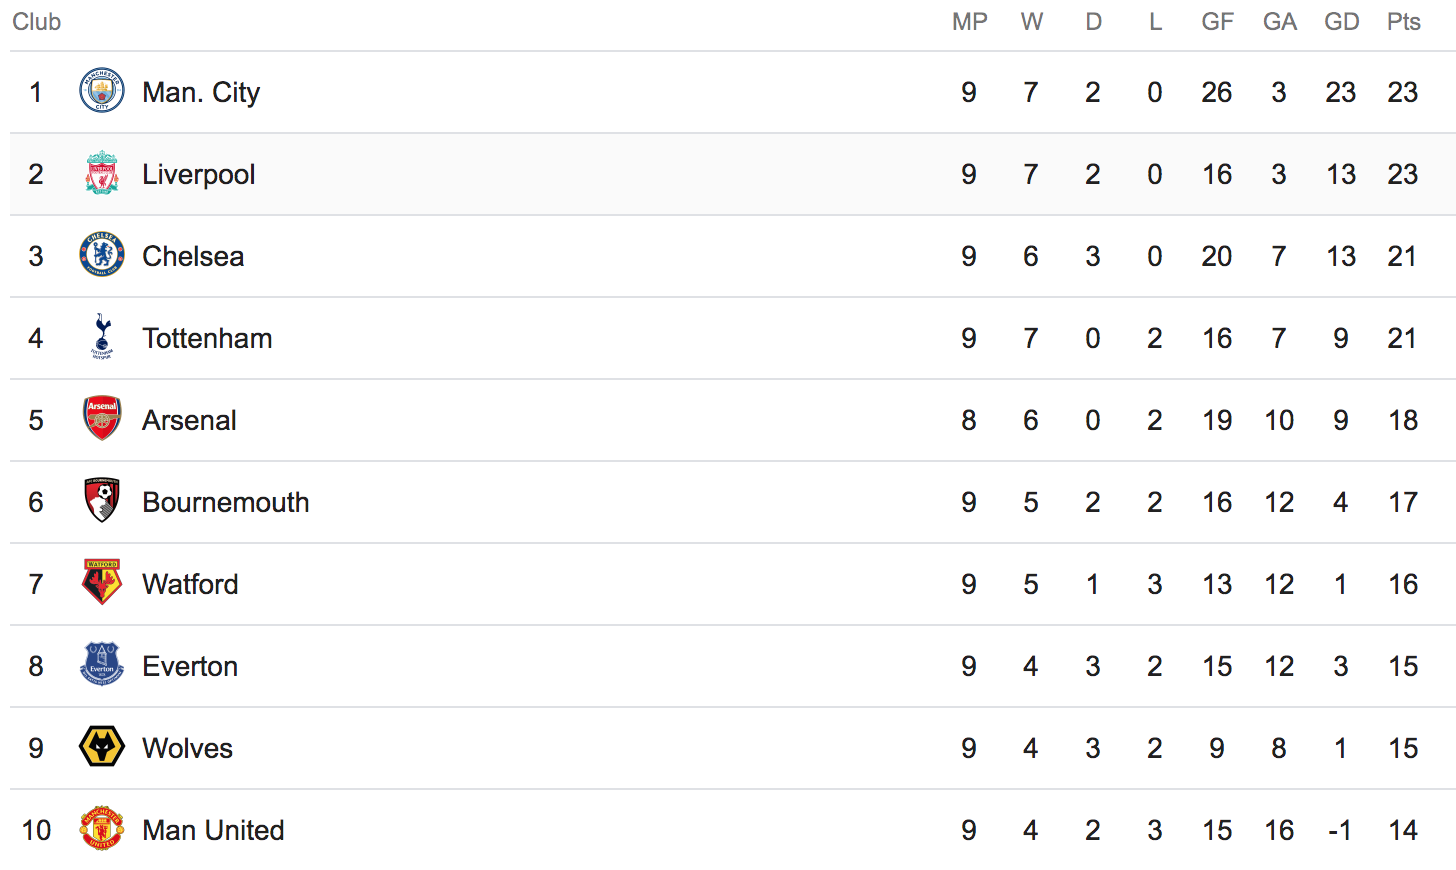 Club MP W D L GF GA GD Pts
1 Man. City 9 7 2 0 26 3 23 23
2 Liverpool 9 7 2 0 16 3 13 23
3 Chelsea 9 6 3 0 20 7 13 21
4 Tottenham 9 7 0 2 16 7 9 21
5 Arsenal 8 6 0 2 19 10 9 18
6 Bournemouth 9 5 2 2 16 12 4 17
7 Watford 9 5 1 3 13 12 1 16
8 Everton 9 4 3 2 15 12 3 15
9 Wolves 9 4 3 2 9 8 1 15
10 Man United 9 4 2 3 15 16 -1 14